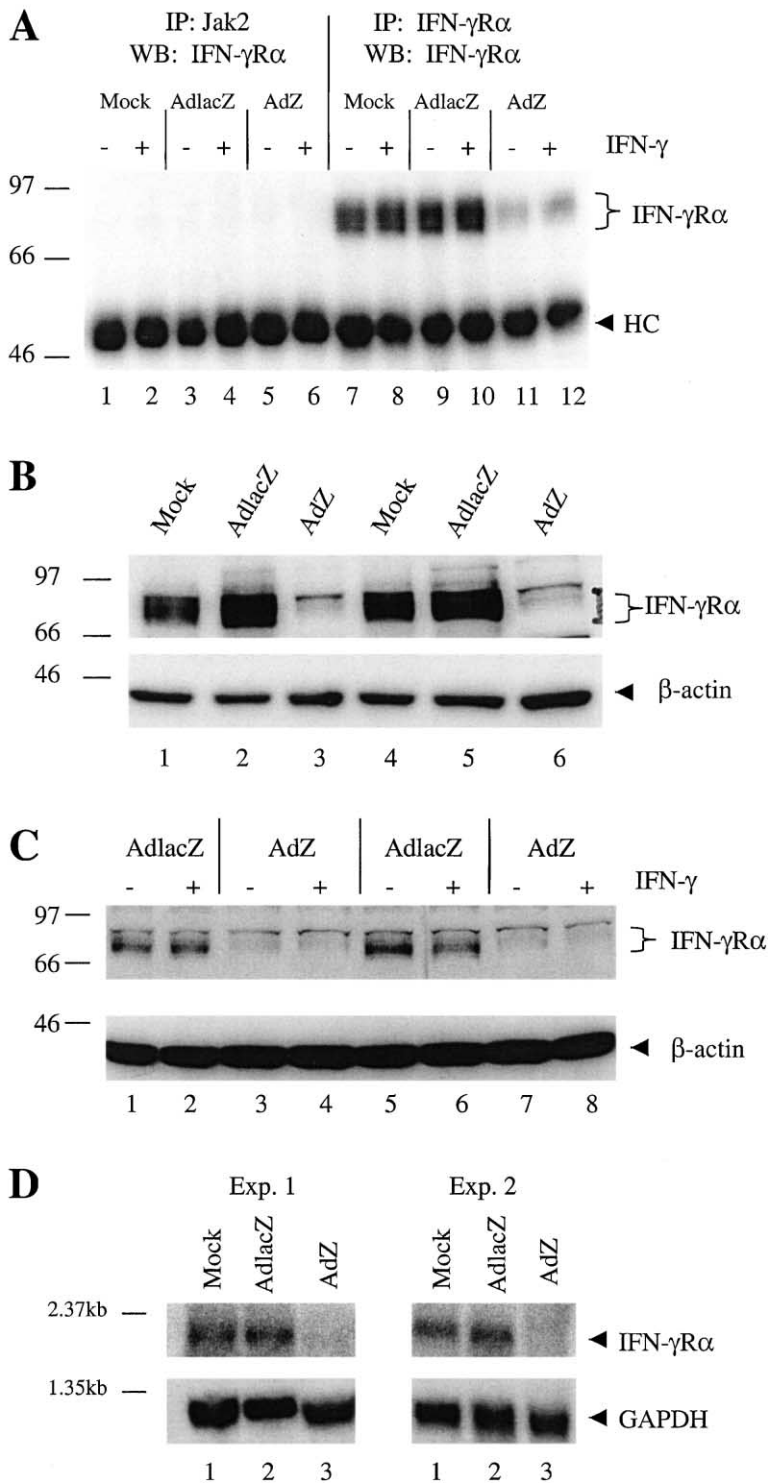 A
IP: Jak2
WB: IFN-γRα
IP: IFN-γRα
WB: IFN-γRα
Mock AdlacZ AdZ Mock AdlacZ AdZ
- + - + - + - + - + - + IFN-γ
97
66
46
IFN-γRα
HC
1 2 3 4 5 6 7 8 9 10 11 12
B
Mock AdlacZ AdZ Mock AdlacZ AdZ
97
66
46
IFN-γRα
β-actin
1 2 3 4 5 6
C
AdlacZ AdZ AdlacZ AdZ
- + - + - + - + IFN-γ
97
66
46
IFN-γRα
β-actin
1 2 3 4 5 6 7 8
D
Exp. 1 Exp. 2
Mock AdlacZ AdZ Mock AdlacZ AdZ
2.37kb
IFN-γRα
1.35kb
GAPDH
1 2 3 1 2 3